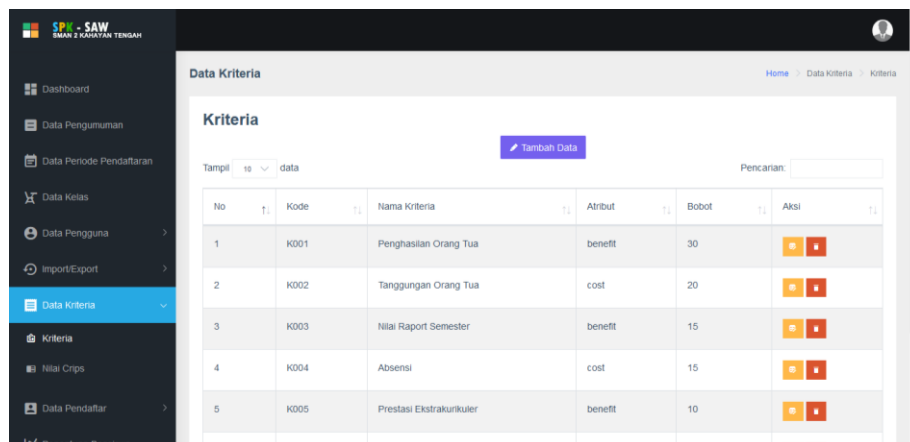 SPK - SAW
SMAN 2 KAHAYAN TENGAH
Dashboard
Data Pengumuman
Data Periode Pendaftaran
Data Kelas
Data Pengguna
Import/Export
Data Kriteria
Kriteria
Nilai Crips
Data Pendaftar
Data Kriteria
Home > Data Kriteria > Kriteria
Kriteria
Tambah Data
Tampil 10 data
Pencarian:
No Kode Nama Kriteria Atribut Bobot Aksi
1 K001 Penghasilan Orang Tua benefit 30
2 K002 Tanggungan Orang Tua cost 20
3 K003 Nilai Raport Semester benefit 15
4 K004 Absensi cost 15
5 K005 Prestasi Ekstrakurikuler benefit 10